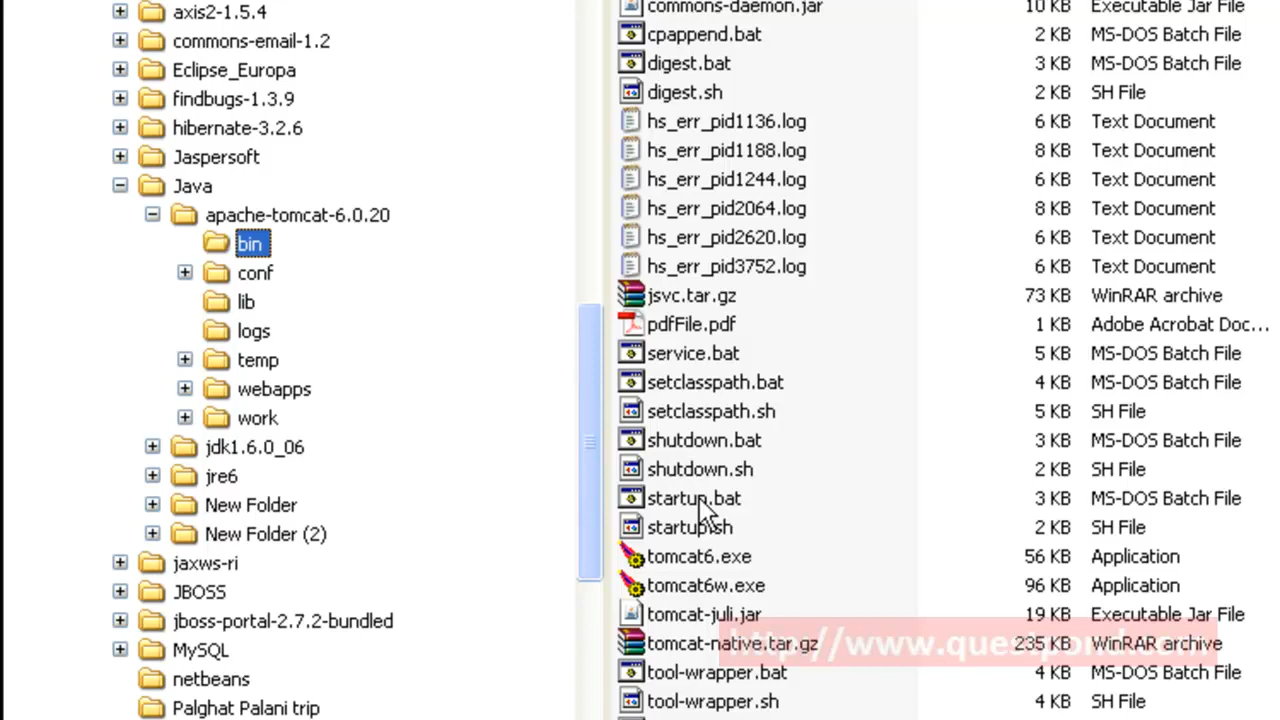 axis2-1.5.4
commons-email-1.2
Eclipse_Europa
findbugs-1.3.9
hibernate-3.2.6
Jaspersoft
Java
apache-tomcat-6.0.20
bin
conf
lib
logs
temp
webapps
work
jdk1.6.0_06
jre6
New Folder
New Folder (2)
jaxws-ri
JBOSS
jboss-portal-2.7.2-bundled
MySQL
netbeans
Palghat Palani trip
commons-daemon.jar 10 KB Executable Jar File
cpappend.bat 2 KB MS-DOS Batch File
digest.bat 3 KB MS-DOS Batch File
digest.sh 2 KB SH File
hs_err_pid1136.log 6 KB Text Document
hs_err_pid1188.log 8 KB Text Document
hs_err_pid1244.log 6 KB Text Document
hs_err_pid2064.log 8 KB Text Document
hs_err_pid2620.log 6 KB Text Document
hs_err_pid3752.log 6 KB Text Document
jsvc.tar.gz 73 KB WinRAR archive
pdfFile.pdf 1 KB Adobe Acrobat Doc...
service.bat 5 KB MS-DOS Batch File
setclasspath.bat 4 KB MS-DOS Batch File
setclasspath.sh 5 KB SH File
shutdown.bat 3 KB MS-DOS Batch File
shutdown.sh 2 KB SH File
startup.bat 3 KB MS-DOS Batch File
startup.sh 2 KB SH File
tomcat6.exe 56 KB Application
tomcat6w.exe 96 KB Application
tomcat-juli.jar 19 KB Executable Jar File
tomcat-native.tar.gz 235 KB WinRAR archive
http://www.questpond.com
tool-wrapper.bat 4 KB MS-DOS Batch File
tool-wrapper.sh 4 KB SH File